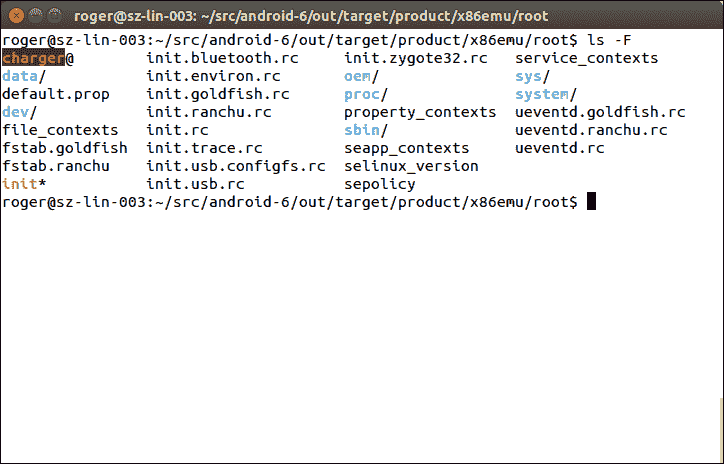 roger@sz-lin-003: ~/src/android-6/out/target/product/x86emu/root
roger@sz-lin-003:~/src/android-6/out/target/product/x86emu/root$ ls -F
charger@ init.bluetooth.rc init.zygote32.rc service_contexts
data/ init.environ.rc oem/ sys/
default.prop init.goldfish.rc proc/ system/
dev/ init.ranchu.rc property_contexts ueventd.goldfish.rc
file_contexts init.rc sbin/ ueventd.ranchu.rc
fstab.goldfish init.trace.rc seapp_contexts ueventd.rc
fstab.ranchu init.usb.configfs.rc selinux_version
init* init.usb.rc sepolicy
roger@sz-lin-003:~/src/android-6/out/target/product/x86emu/root$